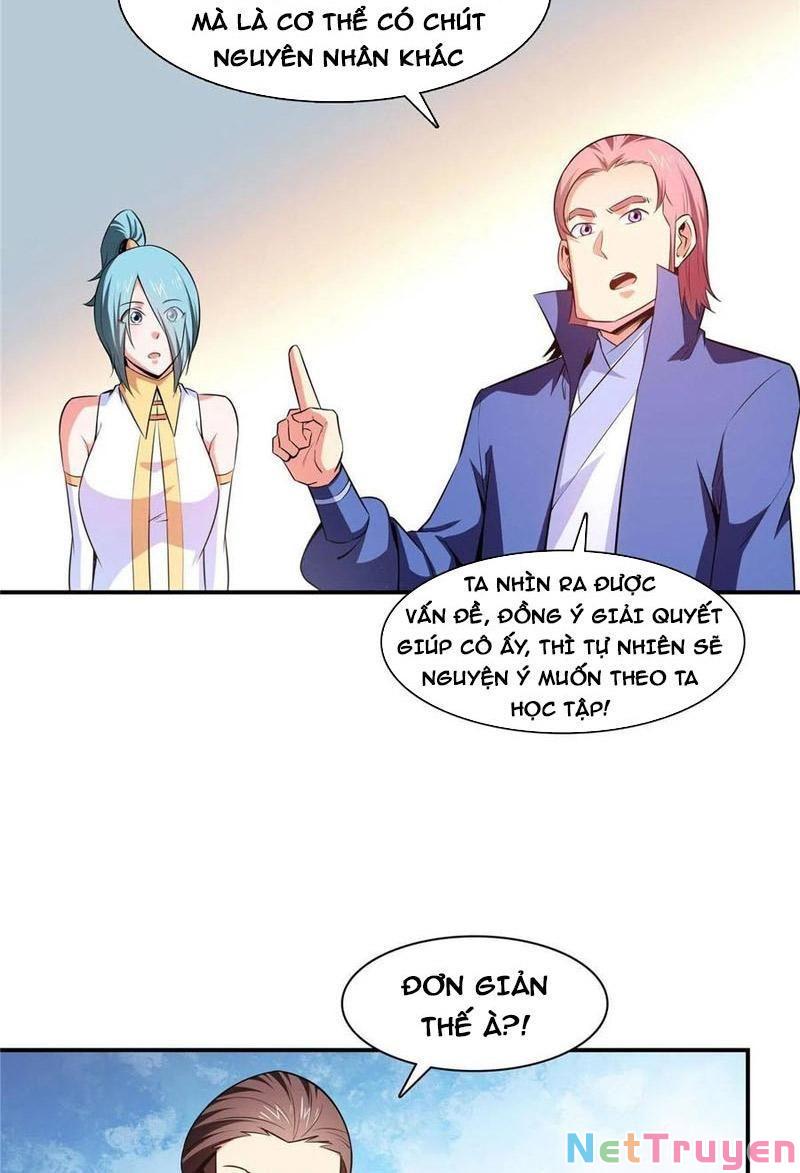 MÀ LÀ CƠ THỂ CÓ CHÚT
NGUYÊN NHÂN KHÁC
TA NHÌN RA ĐƯỢC
VẤN ĐỀ, ĐỒNG Ý GIẢI QUYẾT
GIÚP CÔ ẤY, THÌ TỰ NHIÊN SẼ
NGUYỆN Ý MUỐN THEO TA
HỌC TẬP!
ĐƠN GIẢN
THẾ À?!
NetTruyen